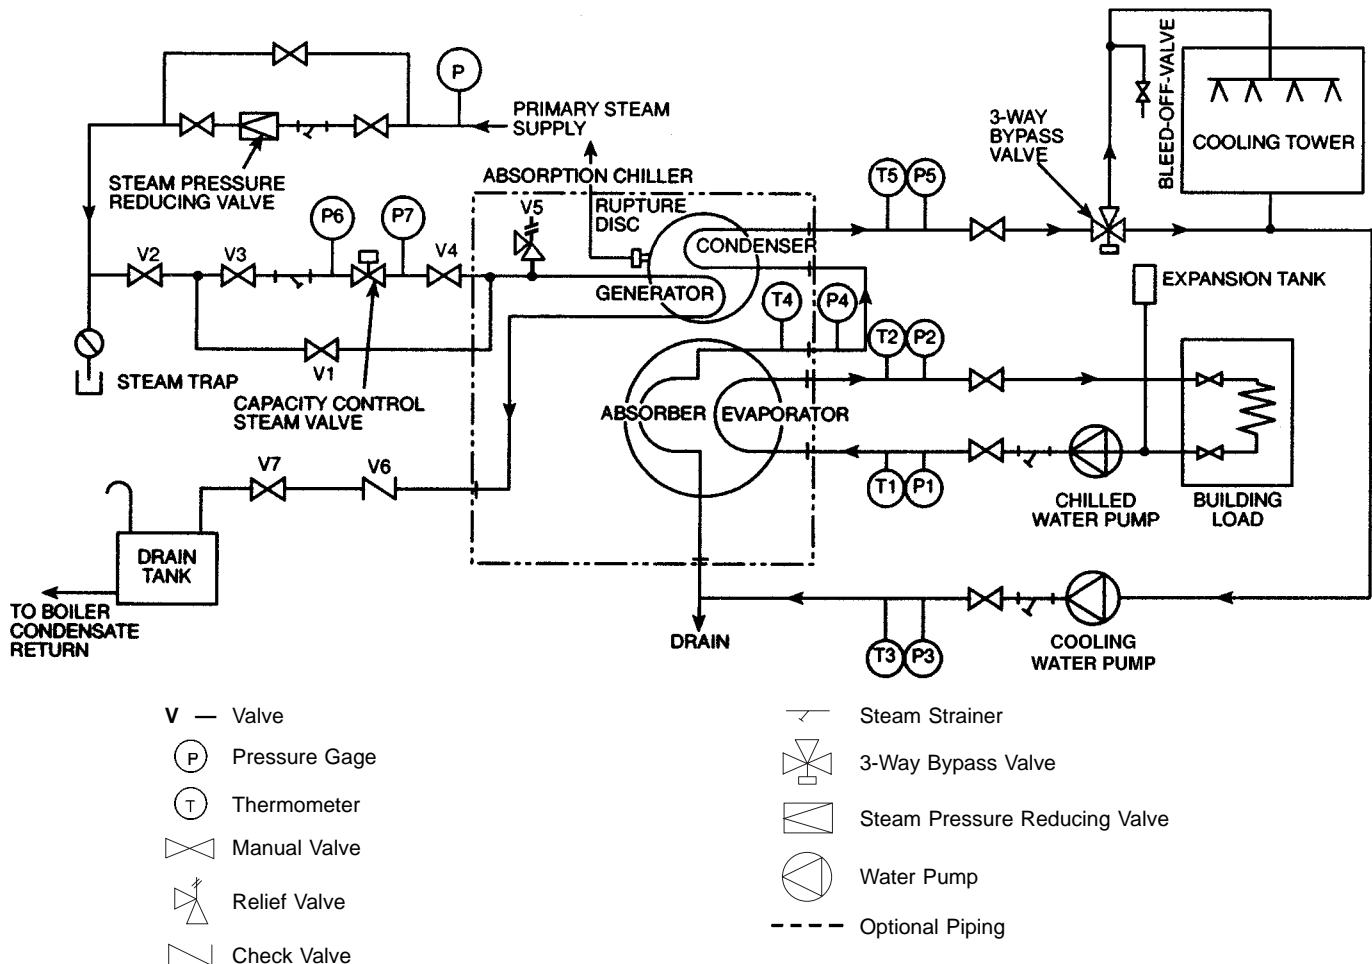 P
PRIMARY STEAM
SUPPLY
STEAM PRESSURE
REDUCING VALVE
ABSORPTION CHILLER
RUPTURE
DISC
3-WAY
BYPASS
VALVE
BLEED-OFF-VALVE
COOLING TOWER
T5
P5
V5
CONDENSER
GENERATOR
P6
P7
V2
V3
V4
V1
STEAM TRAP
CAPACITY CONTROL
STEAM VALVE
T4
P4
T2
P2
EXPANSION TANK
ABSORBER
EVAPORATOR
T1
P1
CHILLED
WATER PUMP
BUILDING
LOAD
V7
V6
DRAIN
TANK
TO BOILER
CONDENSATE
RETURN
DRAIN
T3
P3
COOLING
WATER PUMP
V — Valve
P Pressure Gage
T Thermometer
Manual Valve
Relief Valve
Check Valve
Steam Strainer
3-Way Bypass Valve
Steam Pressure Reducing Valve
Water Pump
Optional Piping